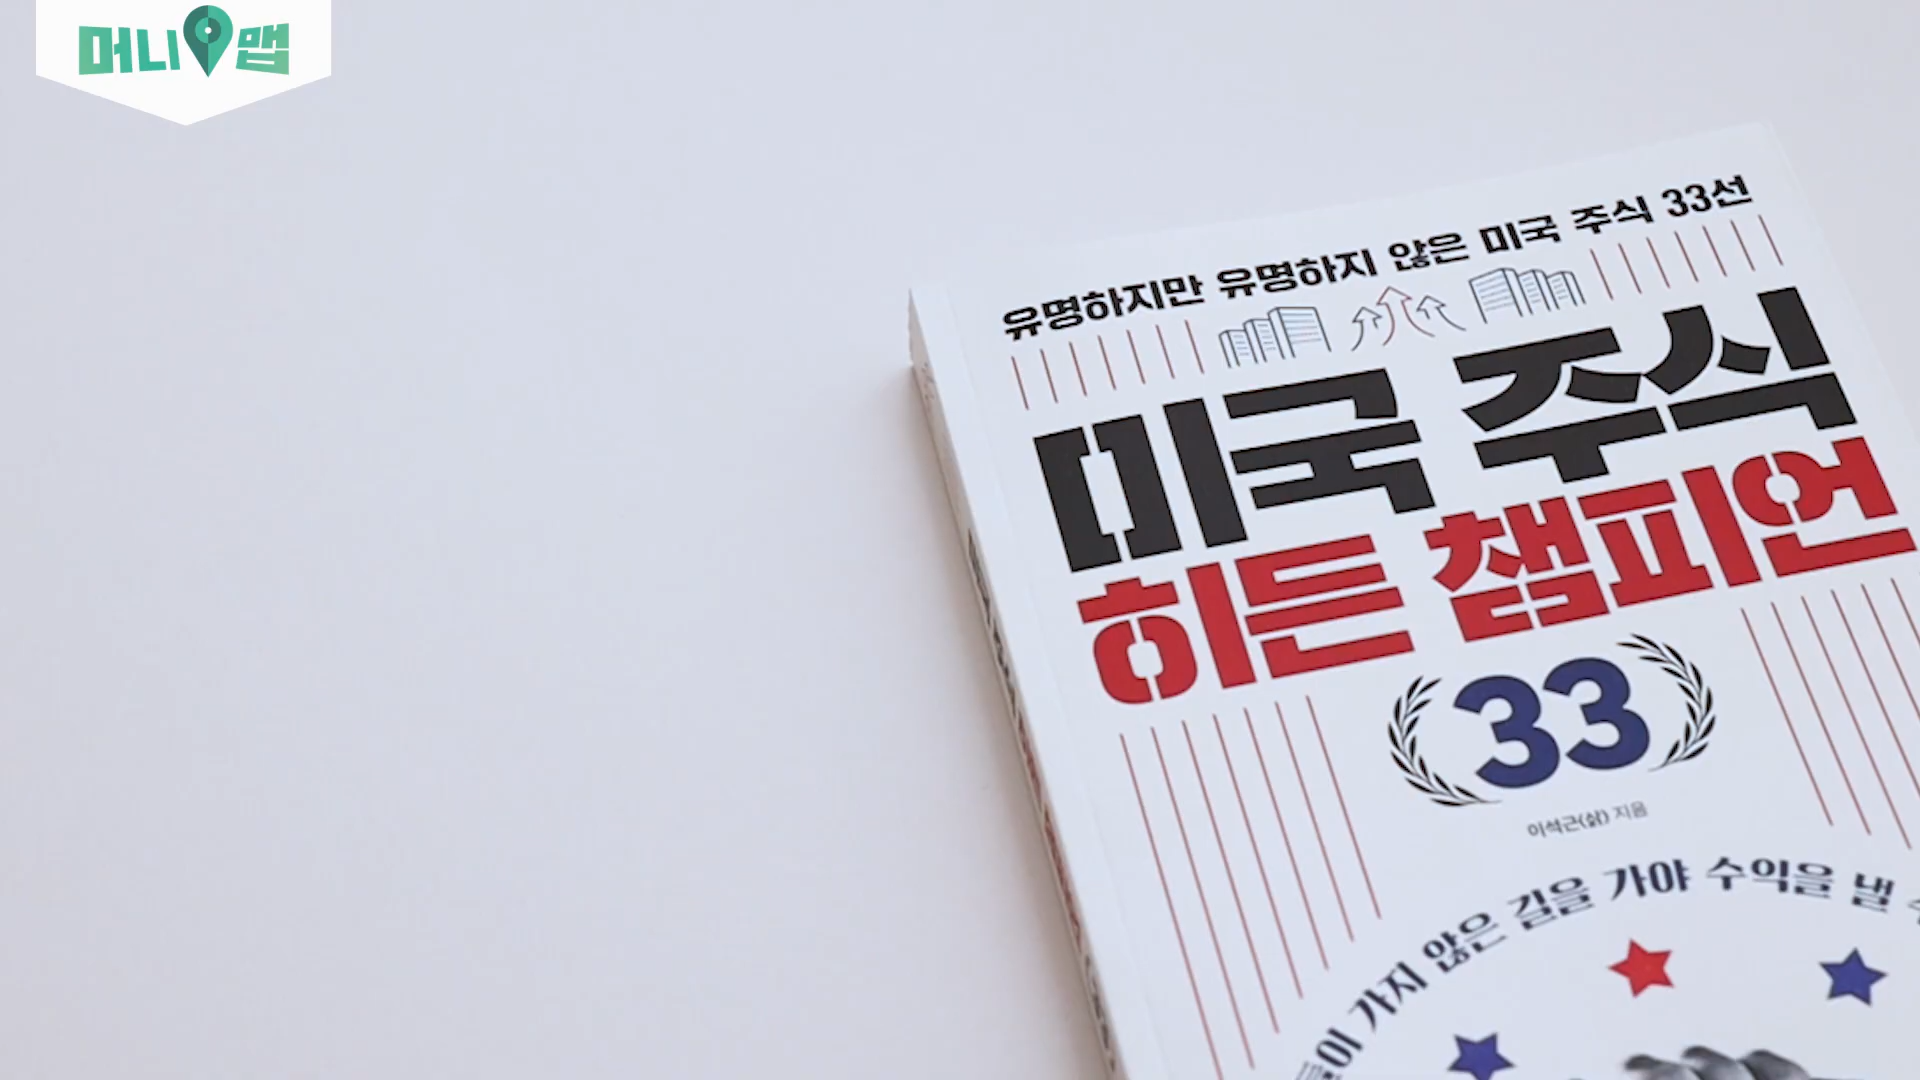 머니맵
유명하지만 유명하지 않은 미국 주식 33선
미국 주식
히든 챔피언
33
이석근(삶) 지음
가지 않은 길을 가야 수익을 낼